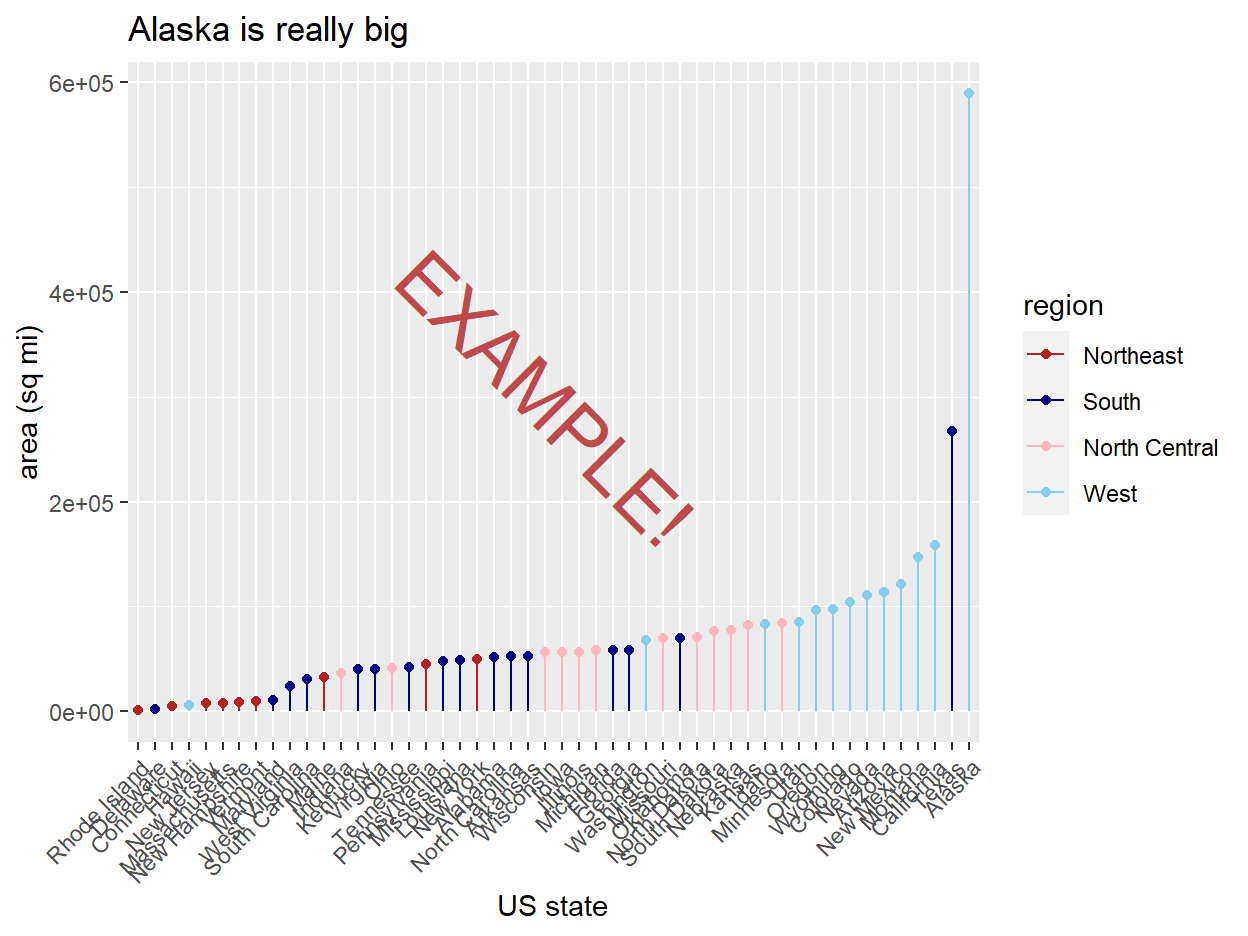 Alaska is really big
6e+05
4e+05
2e+05
0e+00
area (sq mi)
EXAMPLE!
region
Northeast
South
North Central
West
Rhode Island
Delaware
Connecticut
Hawaii
New Jersey
Massachusetts
New Hampshire
Vermont
Maryland
West Virginia
South Carolina
Maine
Indiana
Kentucky
Virginia
Ohio
Tennessee
Pennsylvania
Mississippi
Louisiana
New York
Alabama
North Carolina
Arkansas
Wisconsin
Iowa
Illinois
Michigan
Georgia
Florida
Washington
Missouri
Oklahoma
North Dakota
South Dakota
Nebraska
Kansas
Idaho
Minnesota
Utah
Oregon
Wyoming
Colorado
Nevada
Arizona
New Mexico
Montana
California
Texas
Alaska
US state